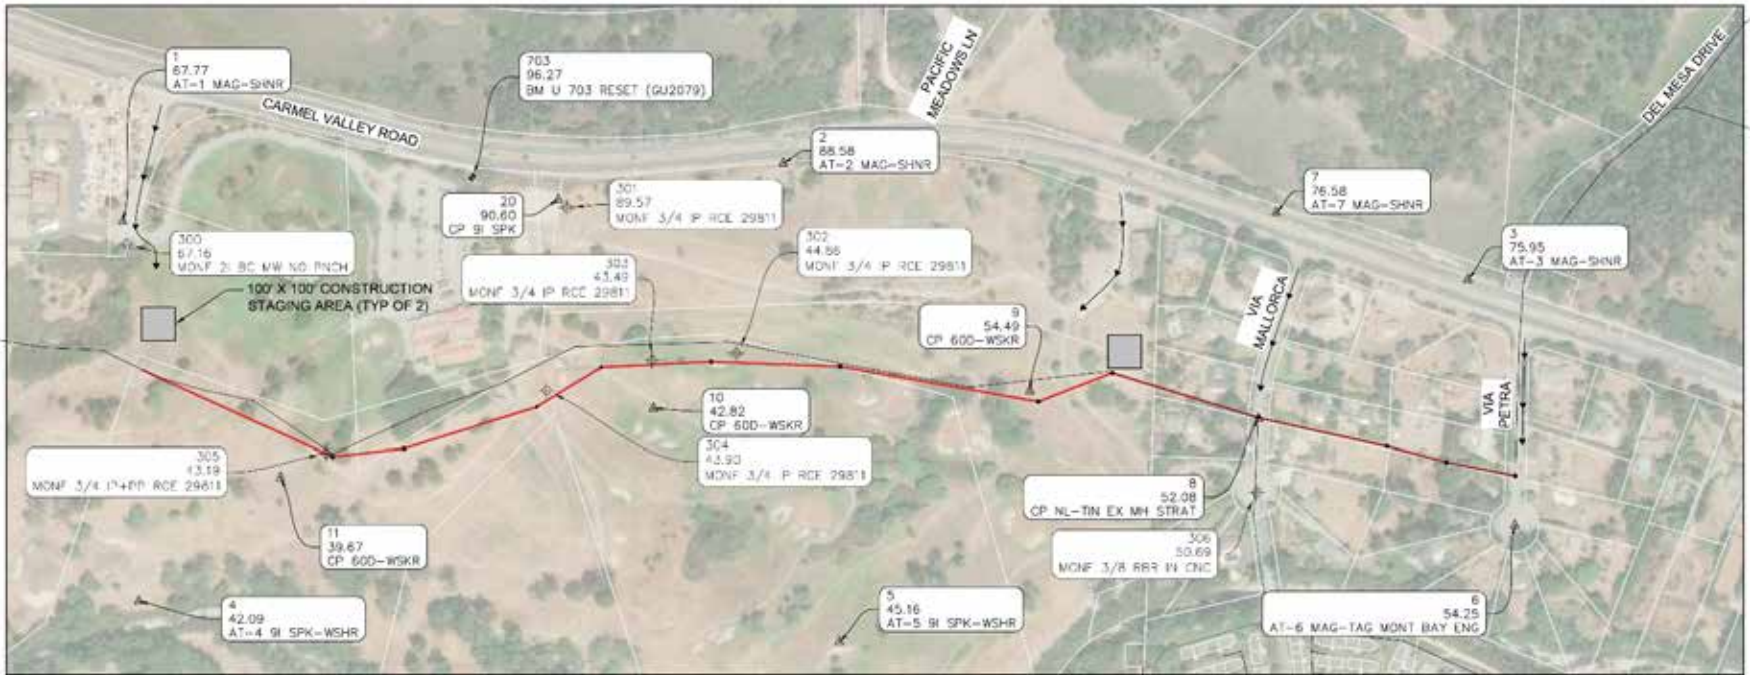 1
67.77
AT-1 MAG-SHNR
703
96.27
BM U 703 RESET (GU2079)
PACIFIC
MEADOWS LN
DEL MESA DRIVE
CARMEL VALLEY ROAD
2
88.58
AT-2 MAG-SHNR
7
76.58
AT-7 MAG-SHNR
20
90.60
CP 9I SPK
301
89.57
MONF 3/4 IP RCE 29811
300
67.16
MONF 2I BC MW NO PNCH
302
44.86
MONF 3/4 IP RCE 29811
303
43.49
MONF 3/4 IP RCE 29811
3
75.95
AT-3 MAG-SHNR
100' X 100' CONSTRUCTION
STAGING AREA (TYP OF 2)
VIA
MALLORCA
9
54.49
CP 60D-WSKR
VIA
PETRA
10
42.82
CP 60D-WSKR
304
43.90
MONF 3/4 IP RCE 29811
305
43.19
MONF 3/4 IP+PP RCE 29811
8
52.08
CP NL-TIN EX MH STRAT
11
39.67
CP 60D-WSKR
306
50.69
MONF 3/8 RBR IN CNC
4
42.09
AT-4 9I SPK-WSHR
5
45.16
AT-5 9I SPK-WSHR
6
54.25
AT-6 MAG-TAG MONT BAY ENG